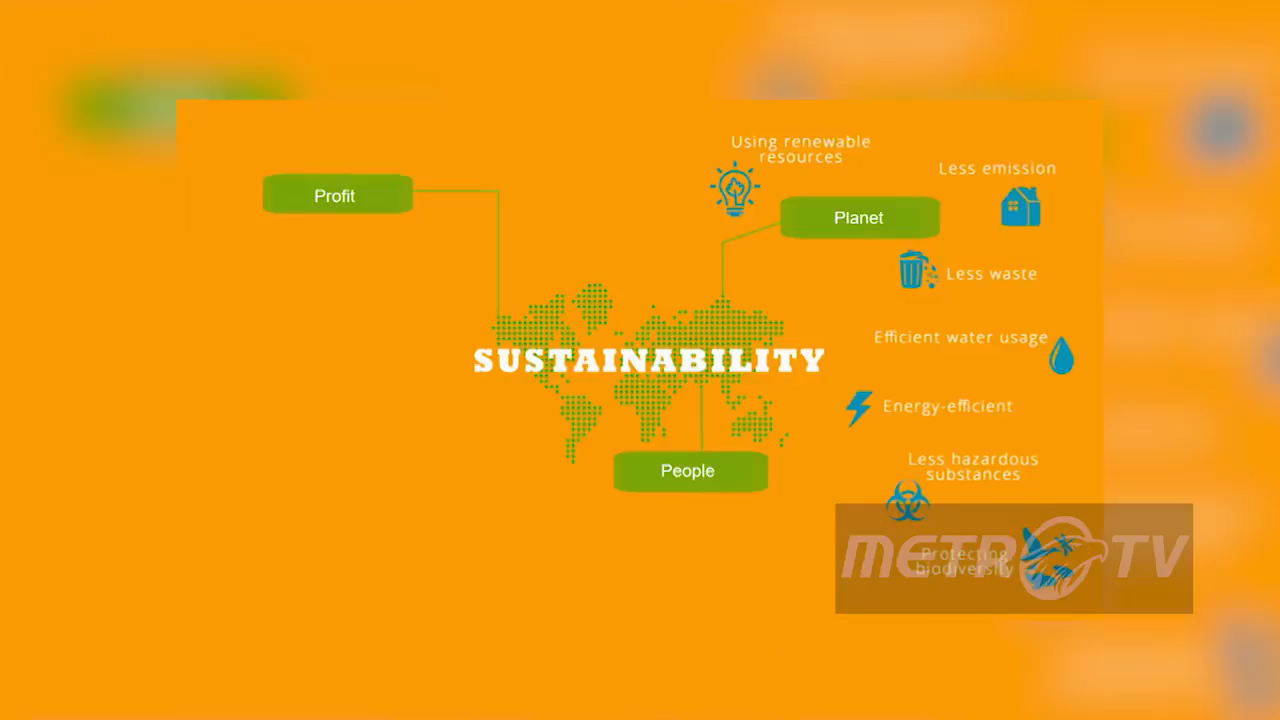 Using renewable
resources
Less emission
Profit
Planet
Less waste
Efficient water usage
SUSTAINABILITY
Energy-efficient
Less hazardous
substances
People
METRO TV
Protecting
biodiversity